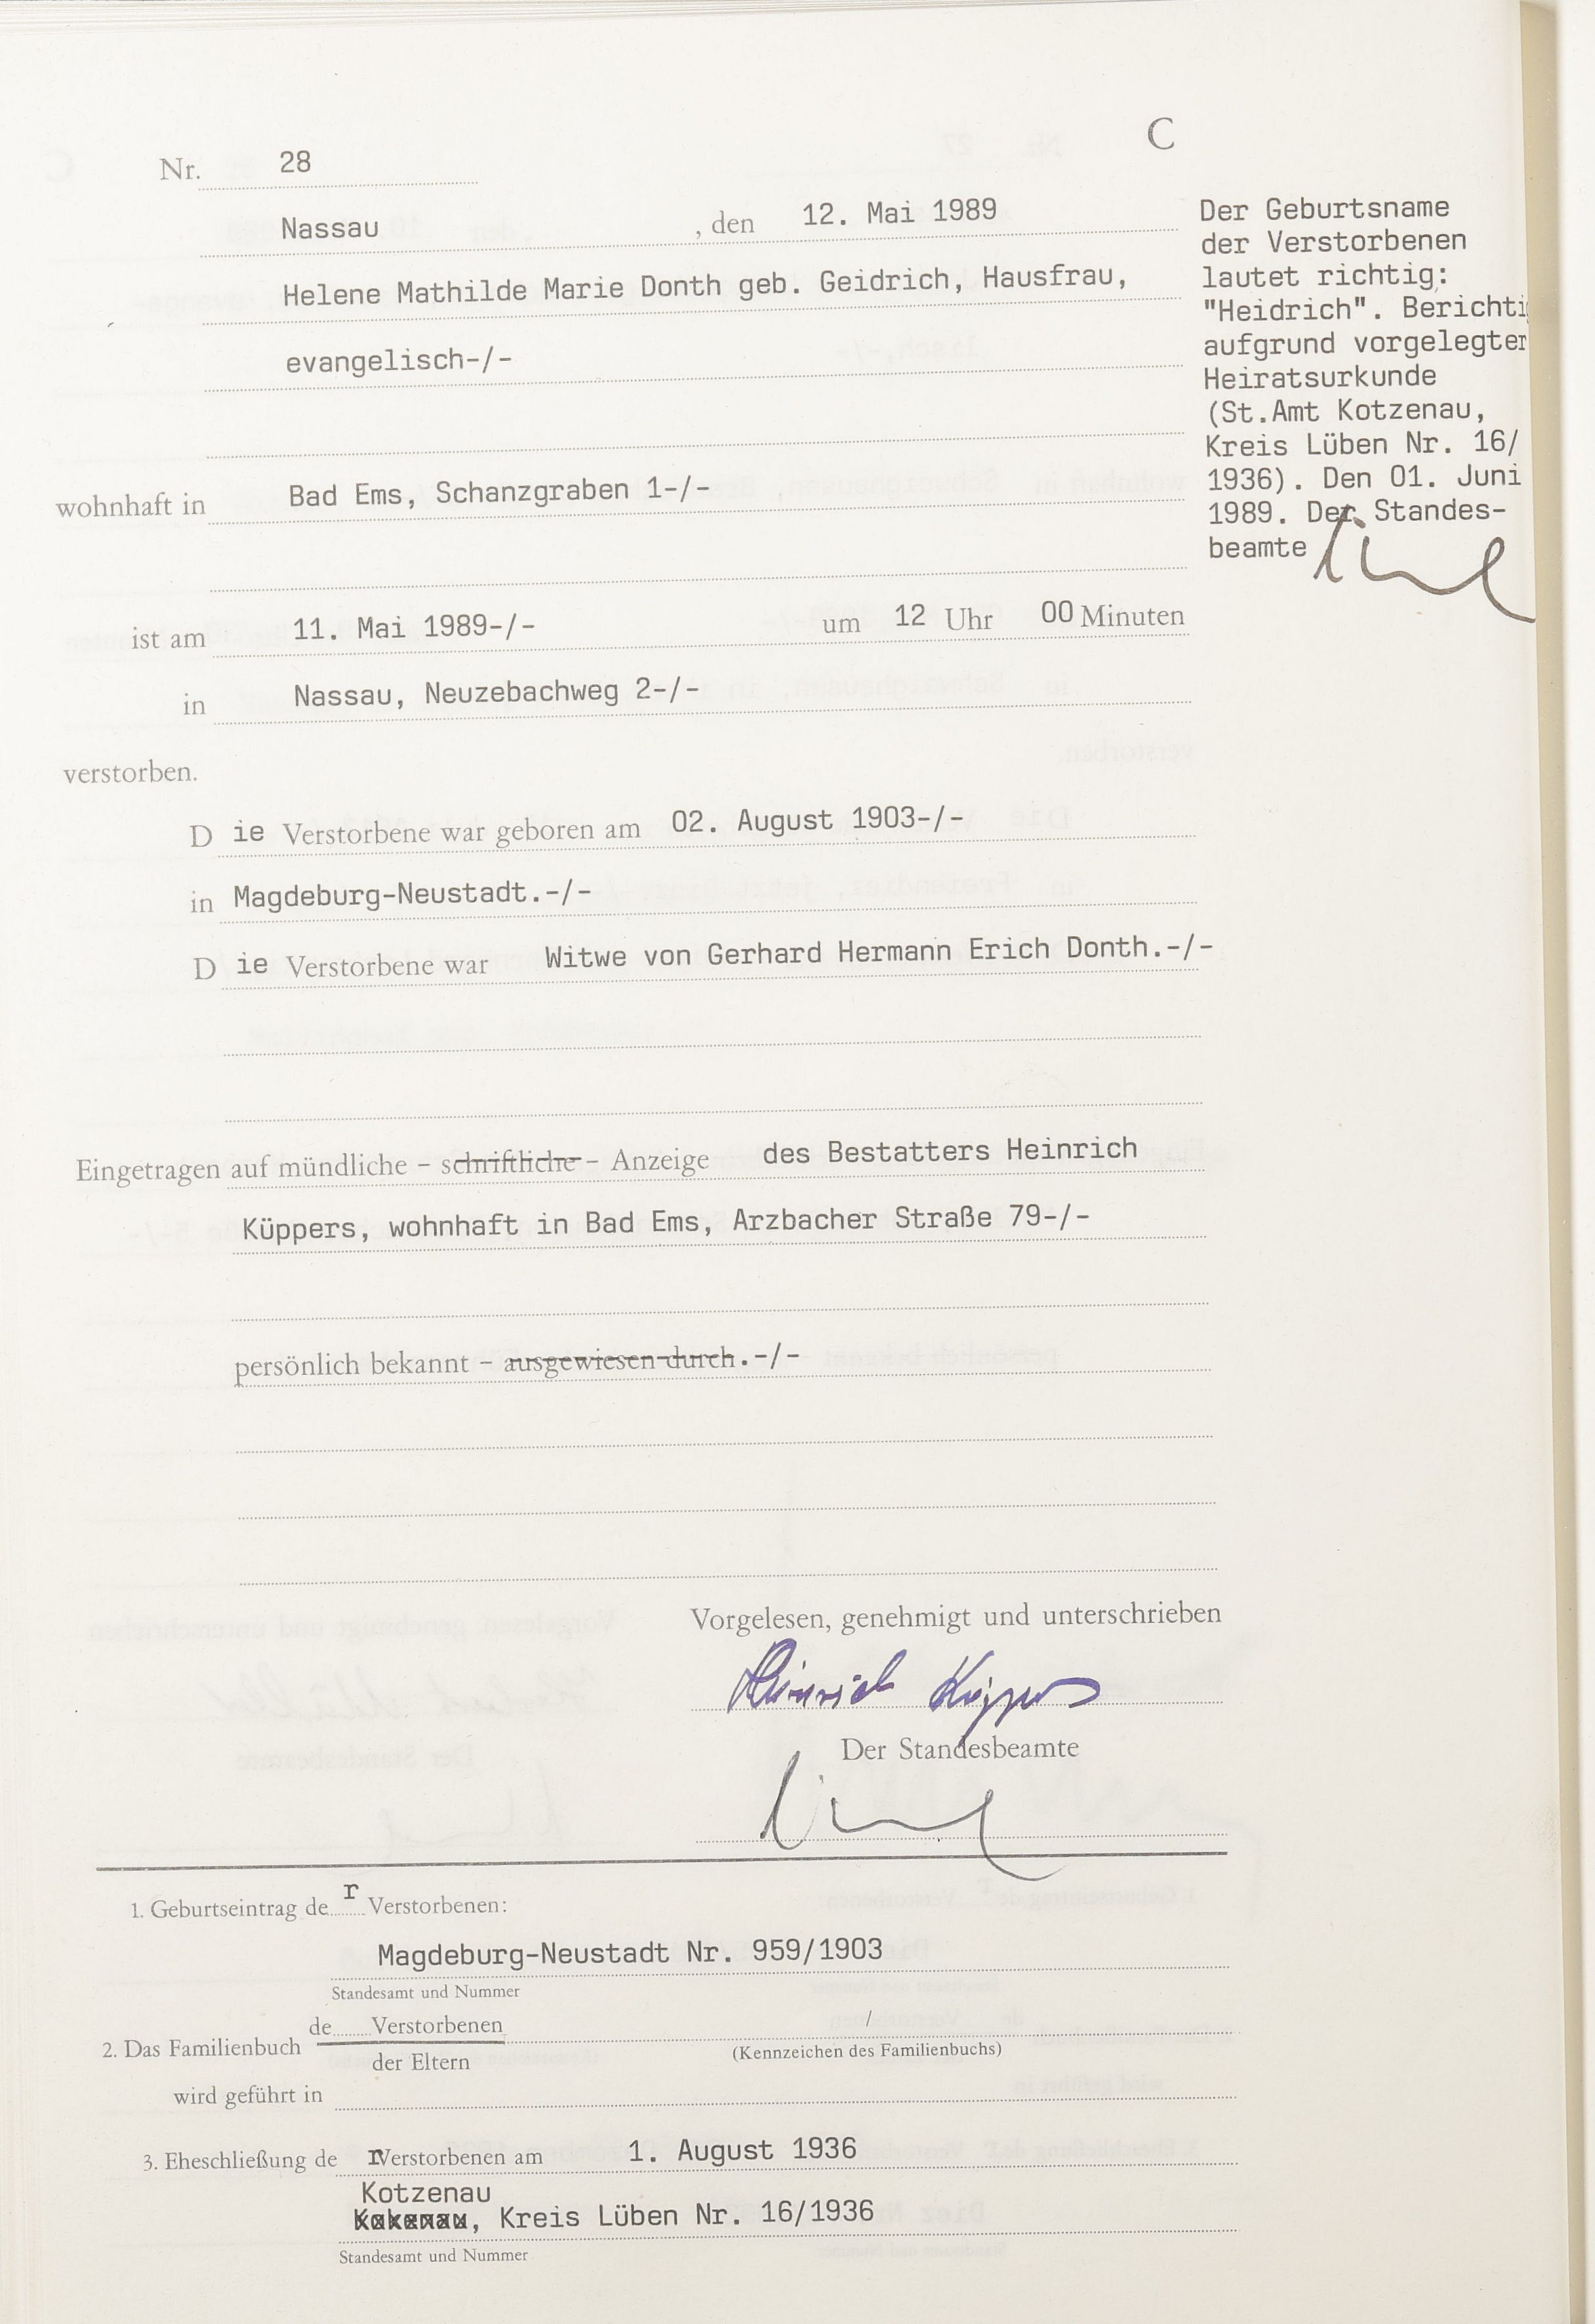 C
Nr. 28
Nassau , den 12. Mai 1989
Helene Mathilde Marie Donth geb. Geidrich, Hausfrau,
evangelisch-/-
wohnhaft in Bad Ems, Schanzgraben 1-/-
ist am 11. Mai 1989-/- um 12 Uhr 00 Minuten
in Nassau, Neuzebachweg 2-/-
verstorben.
D ie Verstorbene war geboren am 02. August 1903-/-
in Magdeburg-Neustadt.-/-
D ie Verstorbene war Witwe von Gerhard Hermann Erich Donth.-/-
Eingetragen auf mündliche – schriftliche – Anzeige des Bestatters Heinrich
Küppers, wohnhaft in Bad Ems, Arzbacher Straße 79-/-
persönlich bekannt – ausgewiesen durch.-/-
Vorgelesen, genehmigt und unterschrieben
Heinrich Küppers
Der Standesbeamte
1. Geburtseintrag de r Verstorbenen:
Magdeburg-Neustadt Nr. 959/1903
Standesamt und Nummer
de Verstorbenen /
2. Das Familienbuch
der Eltern (Kennzeichen des Familienbuchs)
wird geführt in
3. Eheschließung de r Verstorbenen am 1. August 1936
Kotzenau
, Kreis Lüben Nr. 16/1936
Standesamt und Nummer
Der Geburtsname
der Verstorbenen
lautet richtig:
"Heidrich". Berichti
aufgrund vorgelegter
Heiratsurkunde
(St.Amt Kotzenau,
Kreis Lüben Nr. 16/
1936). Den 01. Juni
1989. Der Standes-
beamte